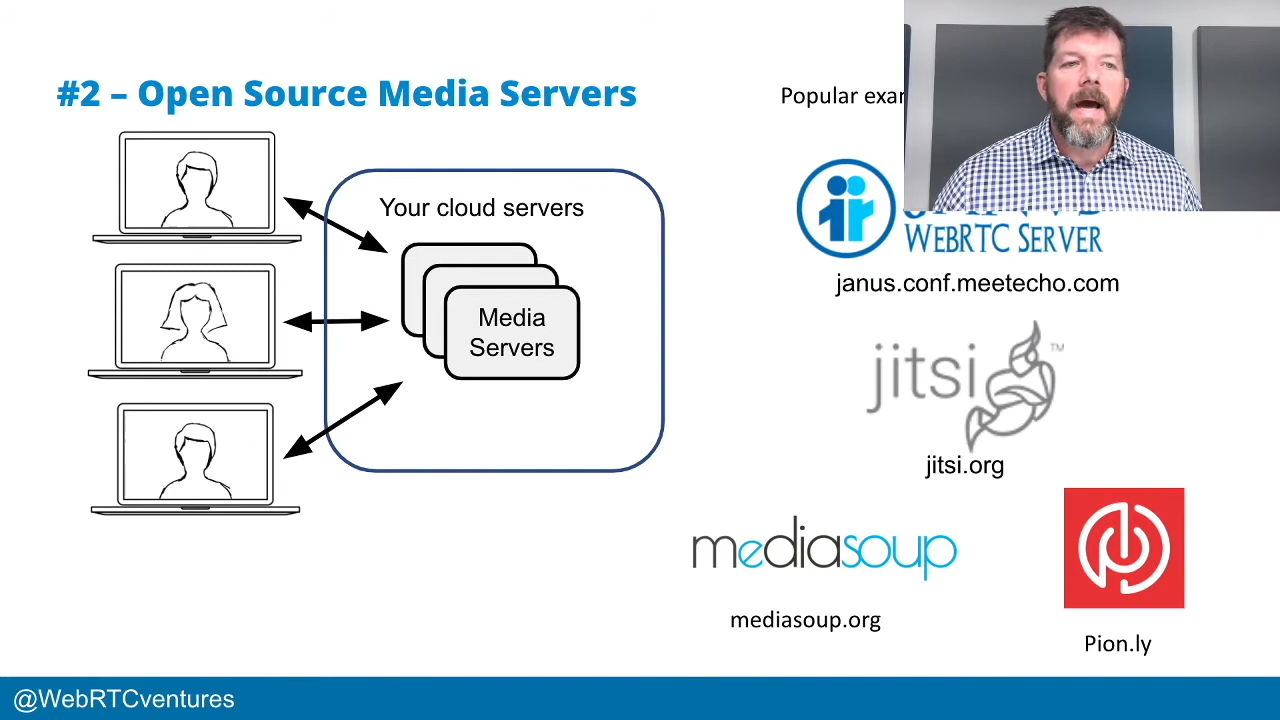 #2 – Open Source Media Servers
Popular
Your cloud servers
Media
Servers
WebRTC Server
janus.conf.meetecho.com
jitsi
TM
jitsi.org
mediasoup
mediasoup.org
Pion.ly
@WebRTCventures